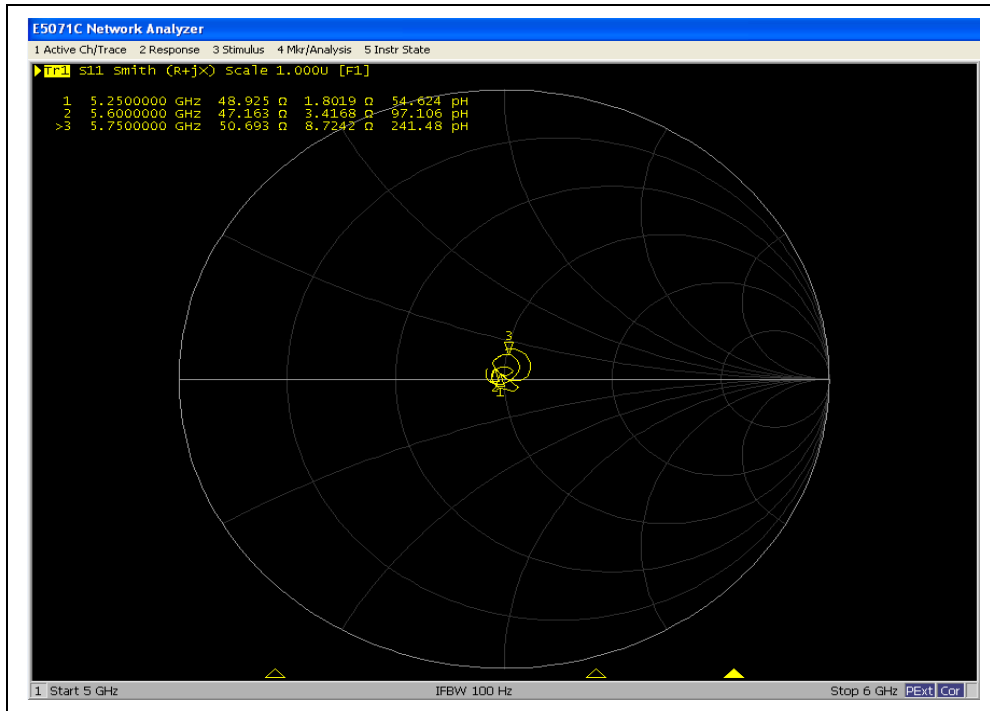 E5071C Network Analyzer
1 Active Ch/Trace 2 Response 3 Stimulus 4 Mkr/Analysis 5 Instr State
Tr1 S11 Smith (R+jX) Scale 1.000U [F1]
1 5.2500000 GHz 48.925 Ω 1.8019 Ω 54.624 pH
2 5.6000000 GHz 47.163 Ω 3.4168 Ω 97.106 pH
>3 5.7500000 GHz 50.693 Ω 8.7242 Ω 241.48 pH
3
1
1 Start 5 GHz IFBW 100 Hz Stop 6 GHz PExt Cor